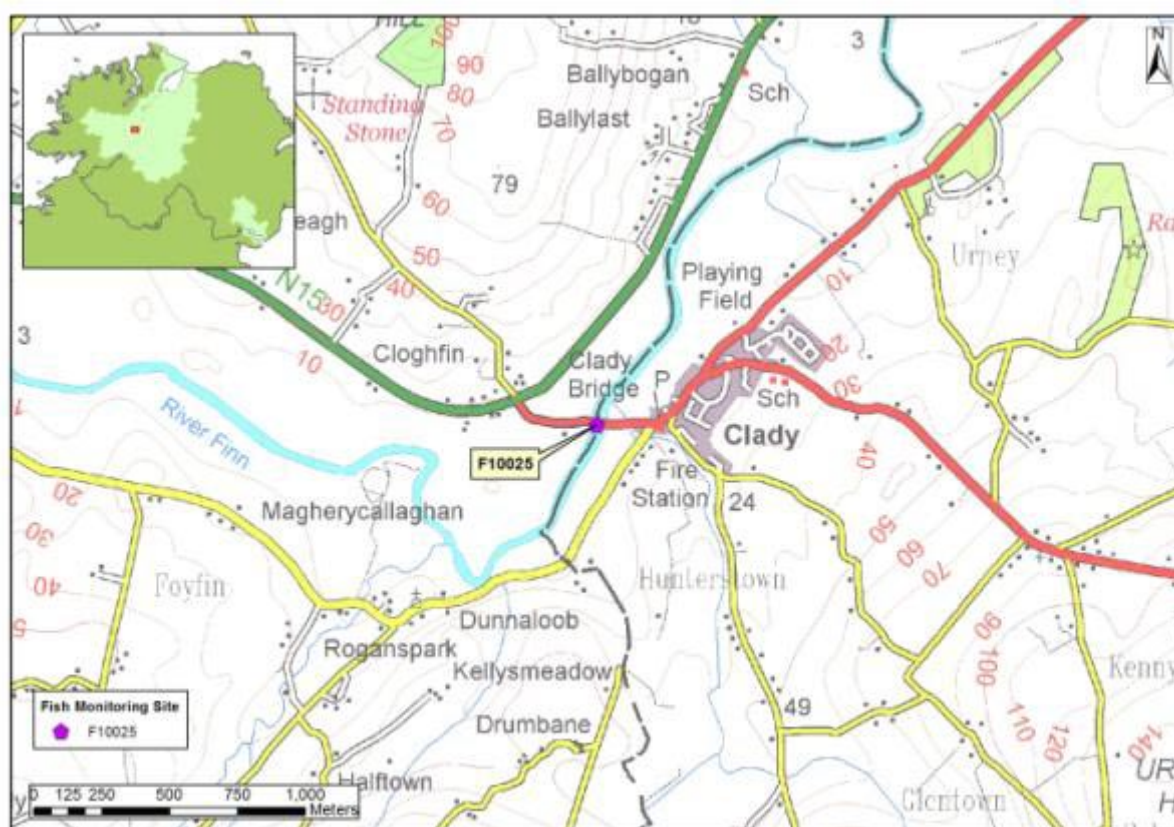 HILL
100
90
80
70
60
50
40
30
10
Standing
Stone
79
eagh
N15
3
Ballybogan
Ballylast
Sch
3
N
Urney
Ra
10
Playing
Field
Cloghfin
Clady
Bridge
P
20
30
Sch
Clady
40
F10025
River Finn
Fire
Station
24
Magherycallaghan
20
30
40
Foyfin
Hunterstown
50
60
70
Dunnaloob
Roganspark
Kellysmeadow
Drumbane
Halftown
49
90
100
110
120
140
Kenny
Glentown
UR
H
Fish Monitoring Site
F10025
0 125 250 500 750 1,000
Meters